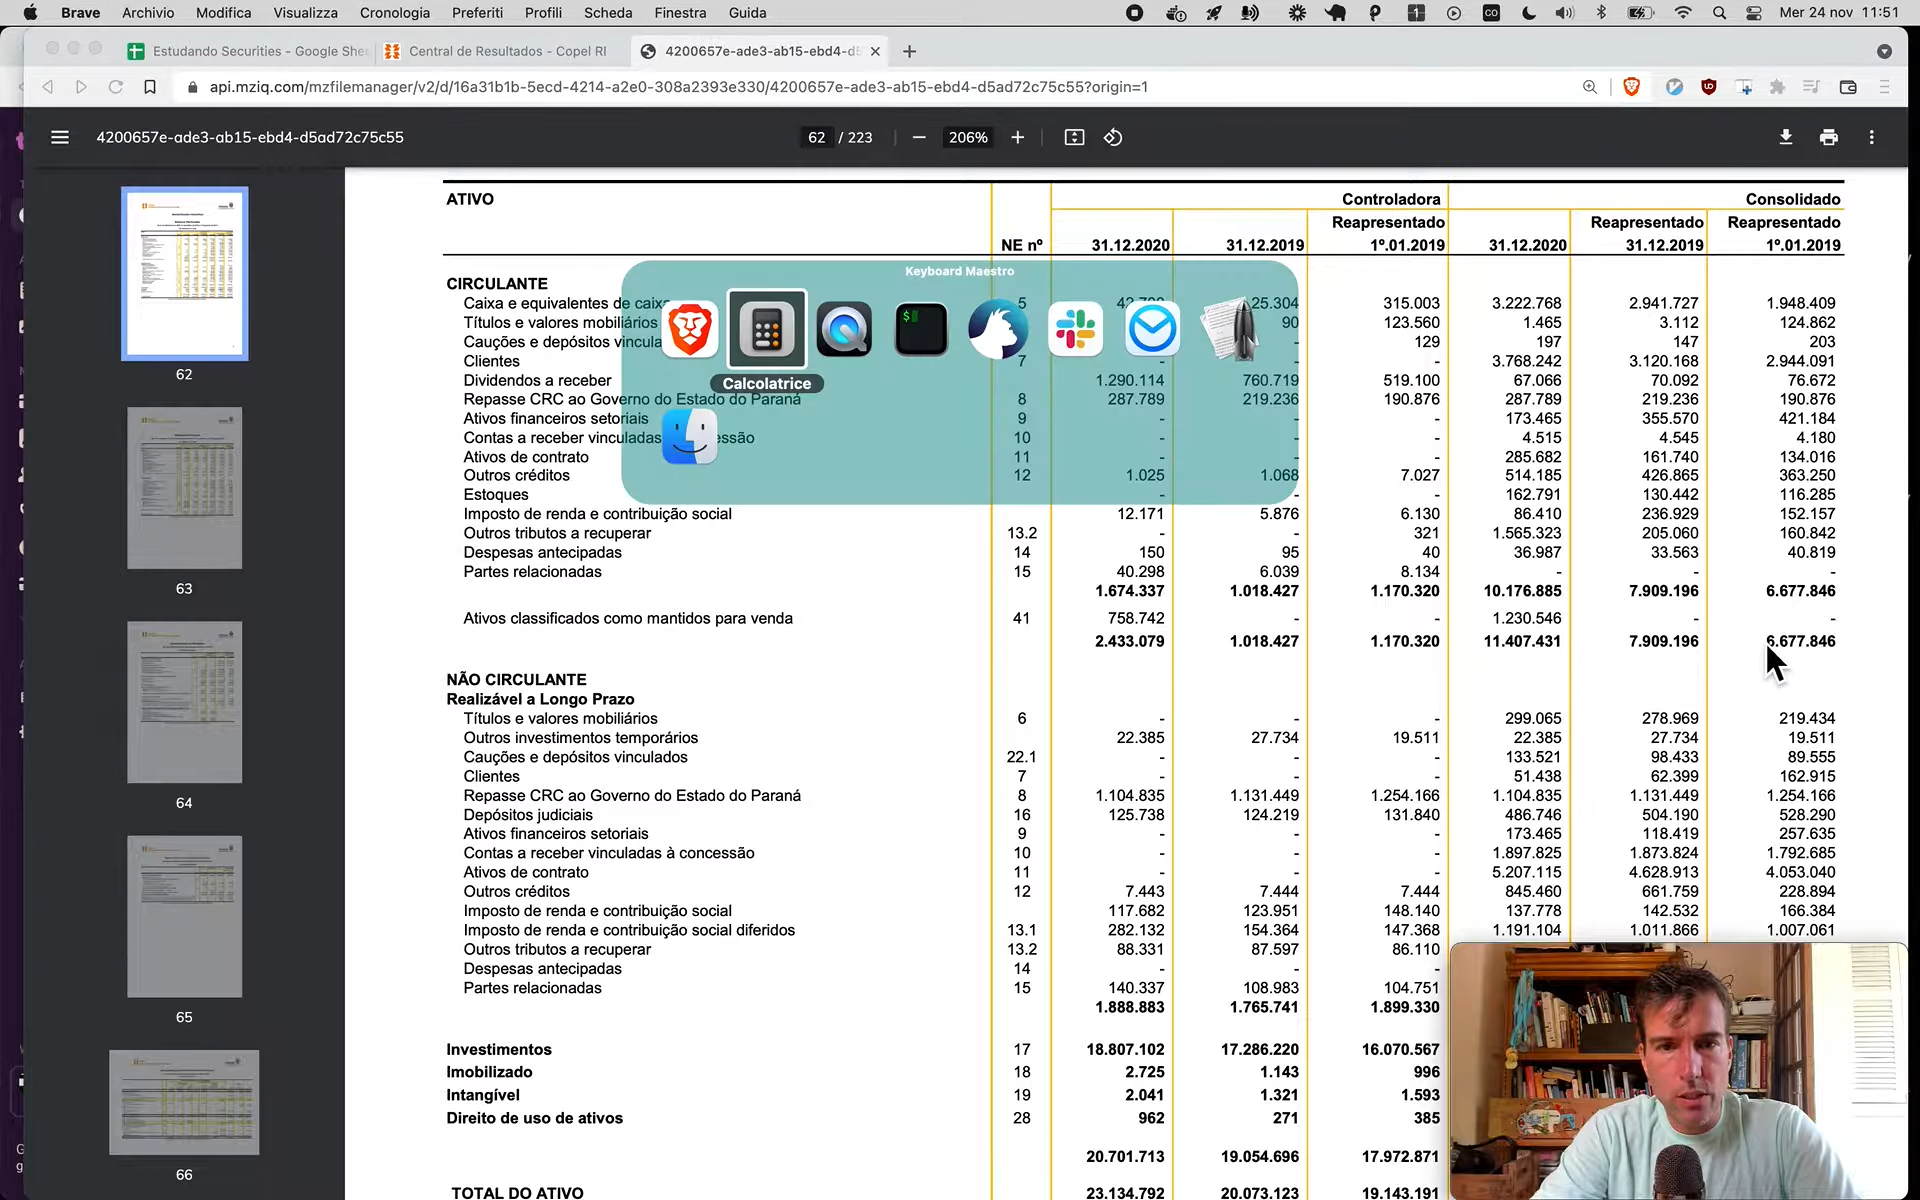 Brave Archivio Modifica Visualizza Cronologia Preferiti Profili Scheda Finestra Guida Mer 24 nov 11:51
Estudando Securities - Google She
Central de Resultados - Copel RI
4200657e-ade3-ab15-ebd4-d5
api.mziq.com/mzfilemanager/v2/d/16a31b1b-5ecd-4214-a2e0-308a2393e330/4200657e-ade3-ab15-ebd4-d5ad72c75c55?origin=1
4200657e-ade3-ab15-ebd4-d5ad72c75c55 62 / 223 206%
62
63
64
65
66
ATIVO Controladora Consolidado
Reapresentado Reapresentado Reapresentado
NE nº 31.12.2020 31.12.2019 1º.01.2019 31.12.2020 31.12.2019 1º.01.2019
Keyboard Maestro
Calcolatrice
CIRCULANTE
Caixa e equivalentes de caixa 5 25.304 315.003 3.222.768 2.941.727 1.948.409
Títulos e valores mobiliários 90 123.560 1.465 3.112 124.862
Cauções e depósitos vincula - 129 197 147 203
Clientes 7 - - - 3.768.242 3.120.168 2.944.091
Dividendos a receber 1.290.114 760.719 519.100 67.066 70.092 76.672
Repasse CRC ao Governo do Estado do Paraná 8 287.789 219.236 190.876 287.789 219.236 190.876
Ativos financeiros setoriais 9 - - - 173.465 355.570 421.184
Contas a receber vinculadas essão 10 - - - 4.515 4.545 4.180
Ativos de contrato 11 - - - 285.682 161.740 134.016
Outros créditos 12 1.025 1.068 7.027 514.185 426.865 363.250
Estoques - - - 162.791 130.442 116.285
Imposto de renda e contribuição social 12.171 5.876 6.130 86.410 236.929 152.157
Outros tributos a recuperar 13.2 - - 321 1.565.323 205.060 160.842
Despesas antecipadas 14 150 95 40 36.987 33.563 40.819
Partes relacionadas 15 40.298 6.039 8.134 - - -
1.674.337 1.018.427 1.170.320 10.176.885 7.909.196 6.677.846
Ativos classificados como mantidos para venda 41 758.742 - - 1.230.546 - -
2.433.079 1.018.427 1.170.320 11.407.431 7.909.196 6.677.846
NÃO CIRCULANTE
Realizável a Longo Prazo
Títulos e valores mobiliários 6 - - - 299.065 278.969 219.434
Outros investimentos temporários 22.385 27.734 19.511 22.385 27.734 19.511
Cauções e depósitos vinculados 22.1 - - - 133.521 98.433 89.555
Clientes 7 - - - 51.438 62.399 162.915
Repasse CRC ao Governo do Estado do Paraná 8 1.104.835 1.131.449 1.254.166 1.104.835 1.131.449 1.254.166
Depósitos judiciais 16 125.738 124.219 131.840 486.746 504.190 528.290
Ativos financeiros setoriais 9 - - - 173.465 118.419 257.635
Contas a receber vinculadas à concessão 10 - - - 1.897.825 1.873.824 1.792.685
Ativos de contrato 11 - - - 5.207.115 4.628.913 4.053.040
Outros créditos 12 7.443 7.444 7.444 845.460 661.759 228.894
Imposto de renda e contribuição social 117.682 123.951 148.140 137.778 142.532 166.384
Imposto de renda e contribuição social diferidos 13.1 282.132 154.364 147.368 1.191.104 1.011.866 1.007.061
Outros tributos a recuperar 13.2 88.331 87.597 86.110
Despesas antecipadas 14 - - -
Partes relacionadas 15 140.337 108.983 104.751
1.888.883 1.765.741 1.899.330
Investimentos 17 18.807.102 17.286.220 16.070.567
Imobilizado 18 2.725 1.143 996
Intangível 19 2.041 1.321 1.593
Direito de uso de ativos 28 962 271 385
20.701.713 19.054.696 17.972.871
TOTAL DO ATIVO 23.134.792 20.073.123 19.143.191